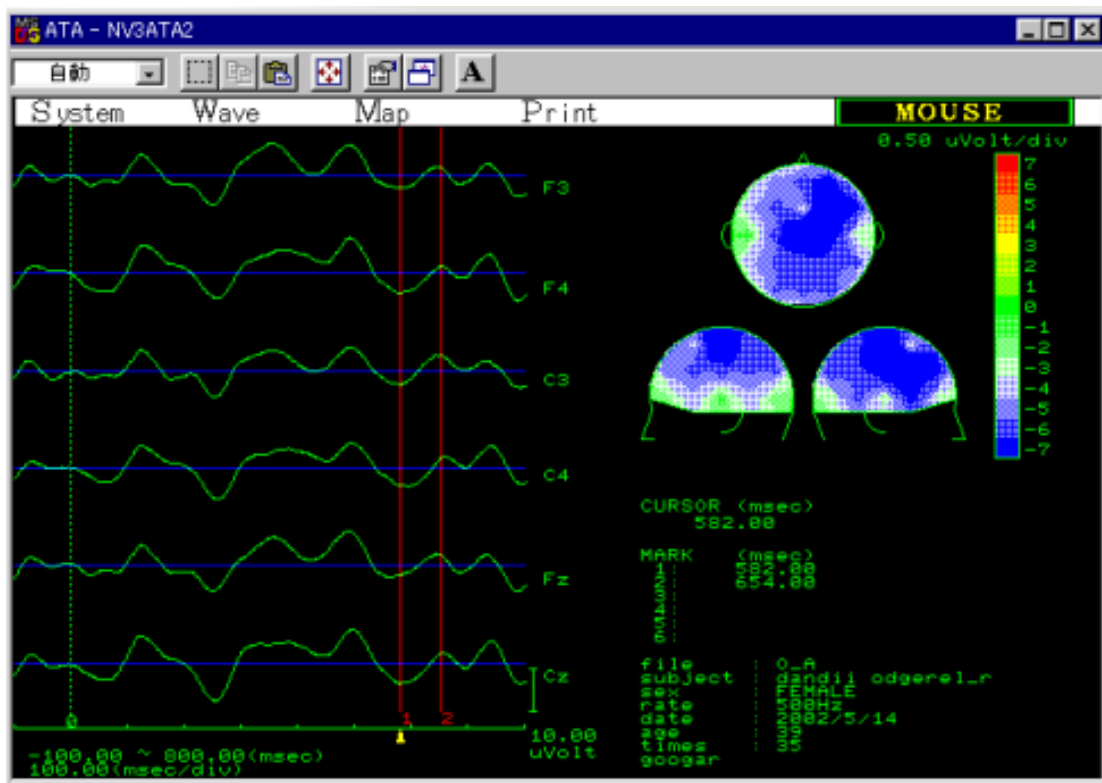 ATA - NV3ATA2
自動
A
System Wave Map Print MOUSE
0.50 uVolt/div
7
6
5
4
3
2
1
0
-1
-2
-3
-4
-5
-6
-7
F3
F4
C3
C4
Fz
Cz
0 1 2
10.00
uVolt
-100.00 ~ 800.00(msec)
100.00(msec/div)
CURSOR (msec)
582.00
MARK (msec)
1: 582.00
2: 654.00
3:
4:
5:
6:
file : O_A
subject : dandii odgerel_r
sex : FEMALE
rate : 500Hz
date : 2002/5/14
age : 39
times : 35
googar